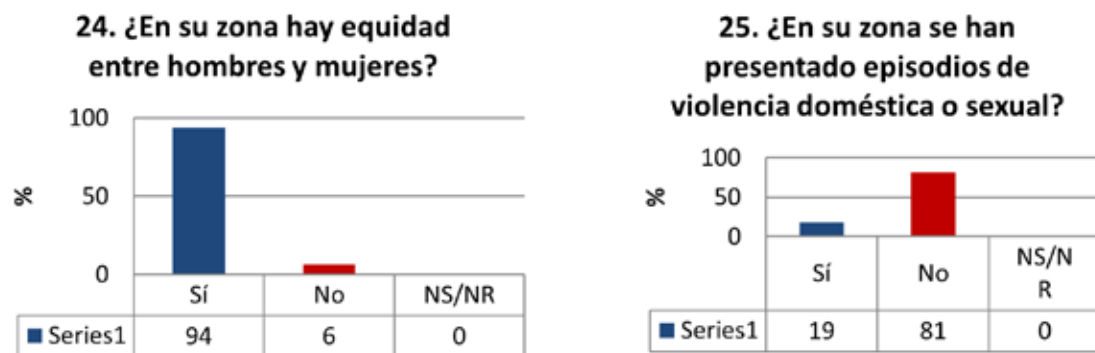 24. ¿En su zona hay equidad
entre hombres y mujeres?
100
50
0
%
Sí No NS/NR
Series1 94 6 0
25. ¿En su zona se han
presentado episodios de
violencia doméstica o sexual?
100
50
0
%
Sí No NS/N
R
Series1 19 81 0